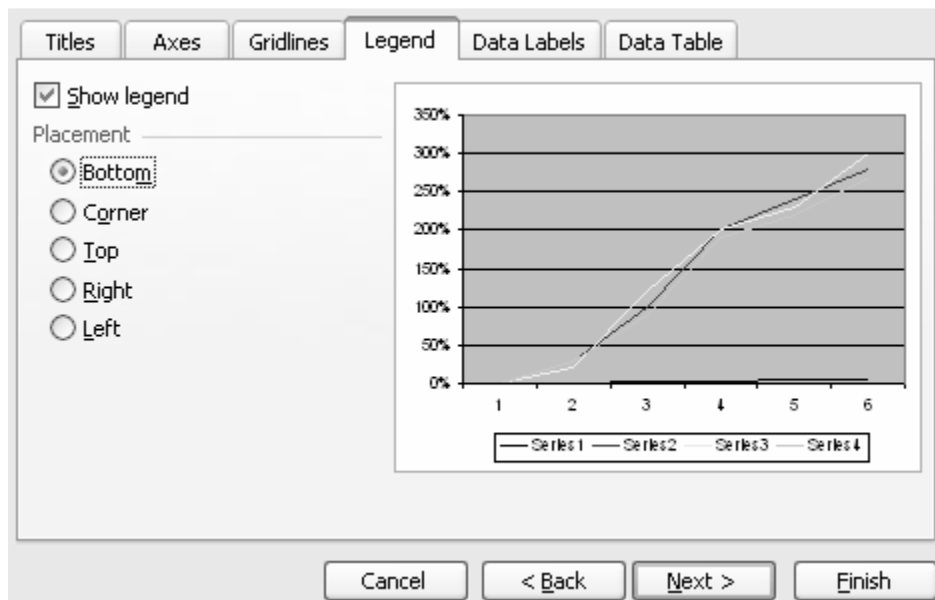 Titles Axes Gridlines Legend Data Labels Data Table
Show legend
Placement
Bottom
Corner
Top
Right
Left
350%
300%
250%
200%
150%
100%
50%
0%
1 2 3 4 5 6
Series1 Series2 Series3 Series4
Cancel < Back Next > Finish